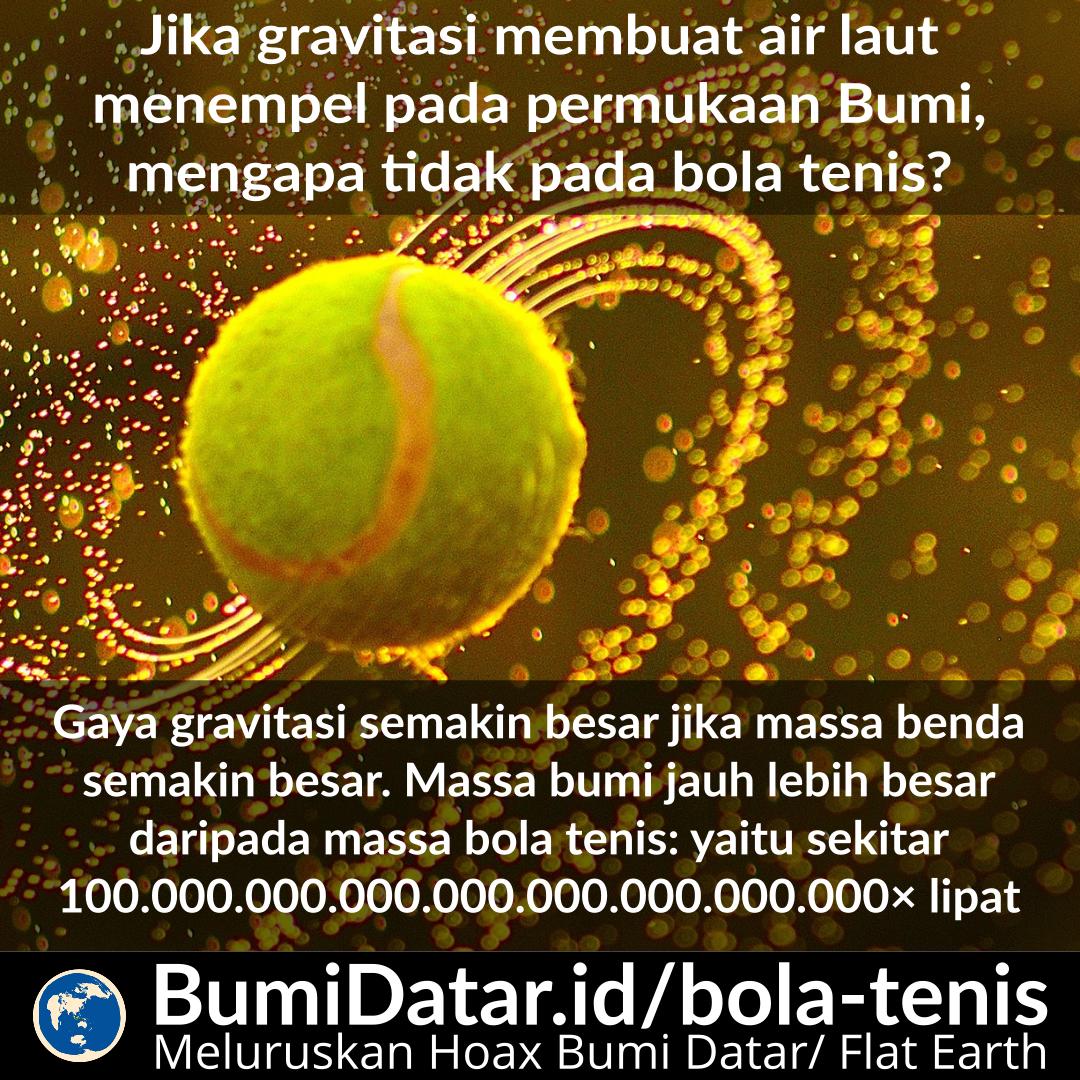 Jika gravitasi membuat air laut
menempel pada permukaan Bumi,
mengapa tidak pada bola tenis?
Gaya gravitasi semakin besar jika massa benda
semakin besar. Massa bumi jauh lebih besar
daripada massa bola tenis: yaitu sekitar
100.000.000.000.000.000.000.000.000× lipat
BumiDatar.id/bola-tenis
Meluruskan Hoax Bumi Datar/ Flat Earth